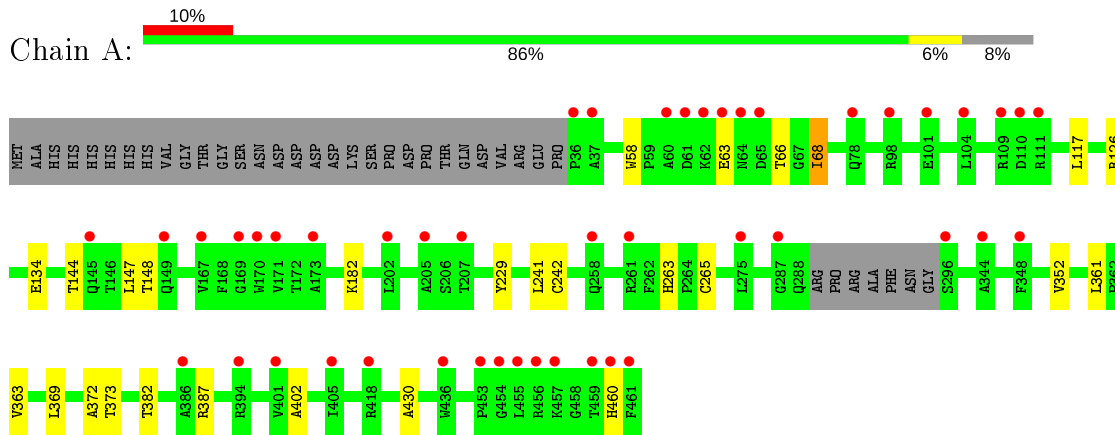 10%
Chain A:
86% 6% 8%
MET ALA HIS HIS HIS HIS HIS HIS VAL GLY THR GLY SER ASN ASP ASP ASP ASP LYS SER PRO ASP PRO THR GLN ASP VAL ARG GLU PRO P36 A37 W58 P59 A60 D61 K62 E63 N64 D65 T66 G67 I68 Q78 R98 E101 L104 R109 D110 R111 L117 R126
E134 T144 Q145 T146 L147 T148 Q149 V167 F168 G169 W170 V171 T172 A173 K182 L202 A205 S206 T207 Y229 L241 C242 Q258 R261 F262 H263 P264 C265 L275 G287 Q288 ARG PRO ARG ALA PHE ASN GLY S296 A344 F348 V352 L361 P362
V363 L369 A372 T373 T382 A386 R387 R394 V401 A402 I405 R418 A430 W436 P453 G454 L455 R456 K457 G458 T459 H460 F461